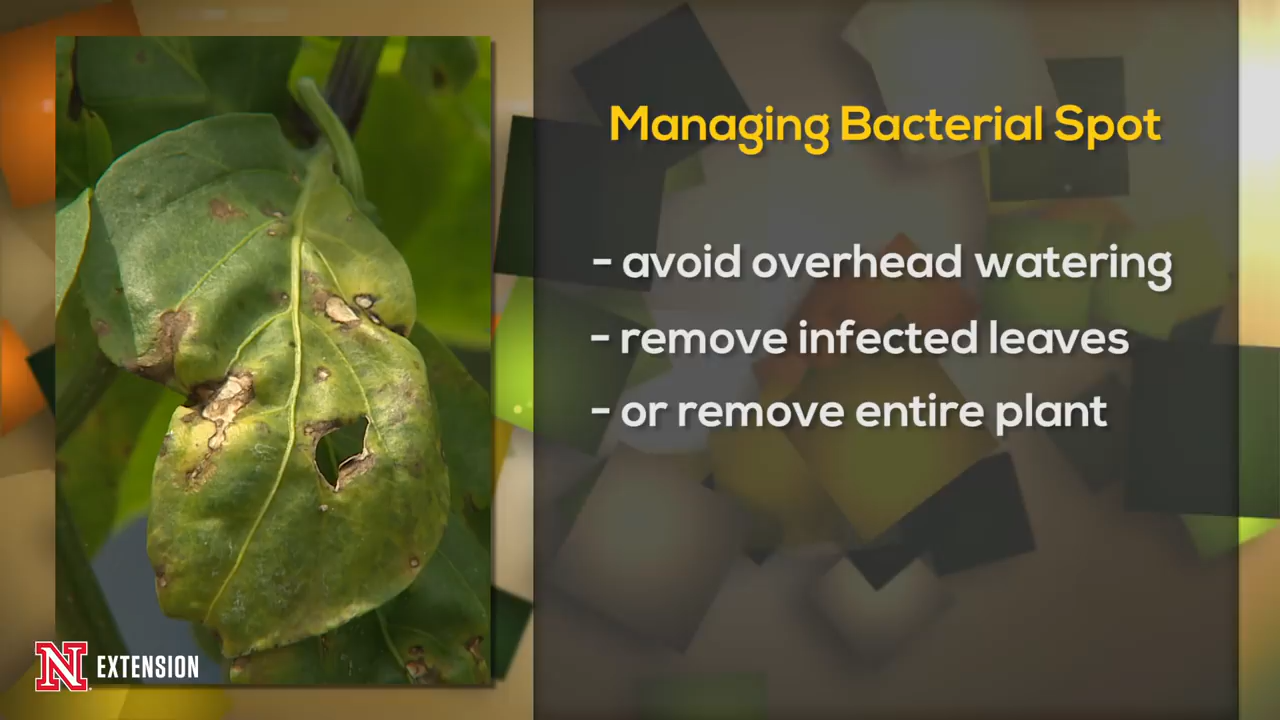 Managing Bacterial Spot
- avoid overhead watering
- remove infected leaves
- or remove entire plant
N EXTENSION